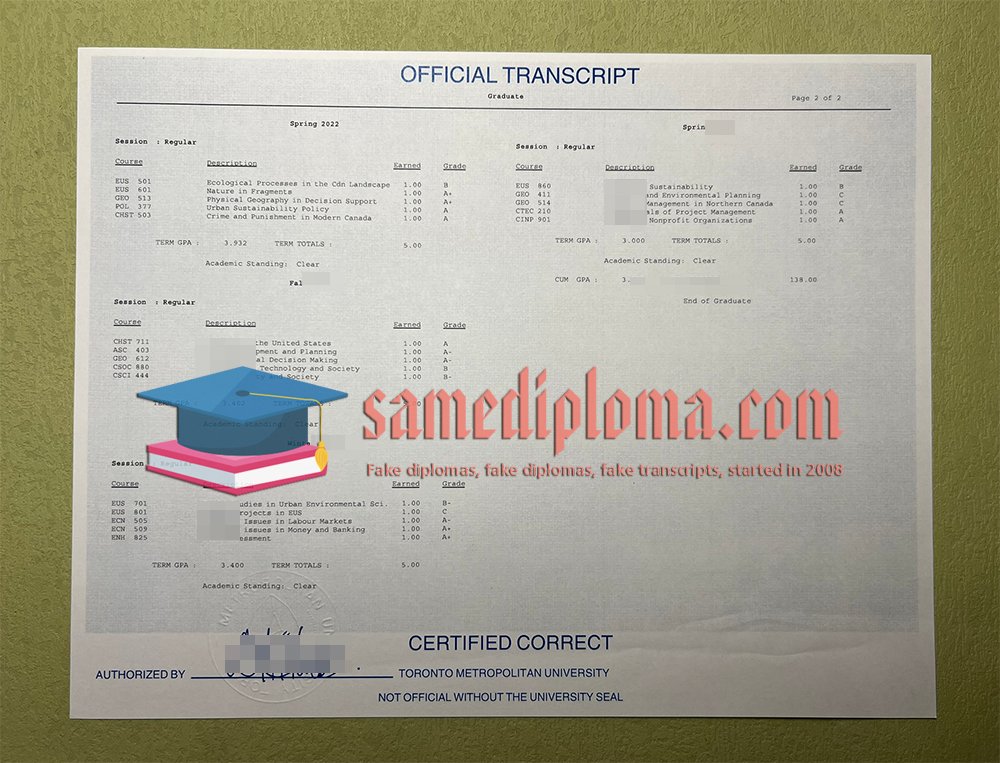 OFFICIAL TRANSCRIPT
Graduate
Page 2 of 2
Spring 2022
Session : Regular
Course Description Earned Grade
EUS 501 Ecological Processes in the Cdn Landscape 1.00 B
EUS 601 Nature in Fragments 1.00 A+
GEO 513 Physical Geography in Decision Support 1.00 A+
POL 377 Urban Sustainability Policy 1.00 A
CHST 503 Crime and Punishment in Modern Canada 1.00 A
TERM GPA : 3.932 TERM TOTALS : 5.00
Academic Standing: Clear
Fal
Session : Regular
Course Description Earned Grade
CHST 711 the United States 1.00 A
ASC 403 pment and Planning 1.00 A-
GEO 612 al Decision Making 1.00 A-
CSOC 880 Technology and Society 1.00 B
CSCI 444 y and Society 1.00 B-
TERM GPA : 3.402 TERM
Academic Standing: Clear
Winte
Session : Regular
Course Earned Grade
EUS 701 udies in Urban Environmental Sci. 1.00 B-
EUS 801 rojects in EUS 1.00 C
ECN 505 Issues in Labour Markets 1.00 A-
ECN 509 issues in Money and Banking 1.00 A+
ENH 825 essment 1.00 A+
TERM GPA : 3.400 TERM TOTALS : 5.00
Academic Standing: Clear
Sprin
Session : Regular
Course Description Earned Grade
EUS 860 Sustainability 1.00 B
GEO 411 and Environmental Planning 1.00 C
GEO 514 Management in Northern Canada 1.00 C
CTEC 210 als of Project Management 1.00 A
CINP 901 Nonprofit Organizations 1.00 A
TERM GPA : 3.000 TERM TOTALS : 5.00
Academic Standing: Clear
CUM GPA : 3. 138.00
End of Graduate
samediploma.com
Fake diplomas, fake diplomas, fake transcripts, started in 2008
CERTIFIED CORRECT
AUTHORIZED BY TORONTO METROPOLITAN UNIVERSITY
NOT OFFICIAL WITHOUT THE UNIVERSITY SEAL